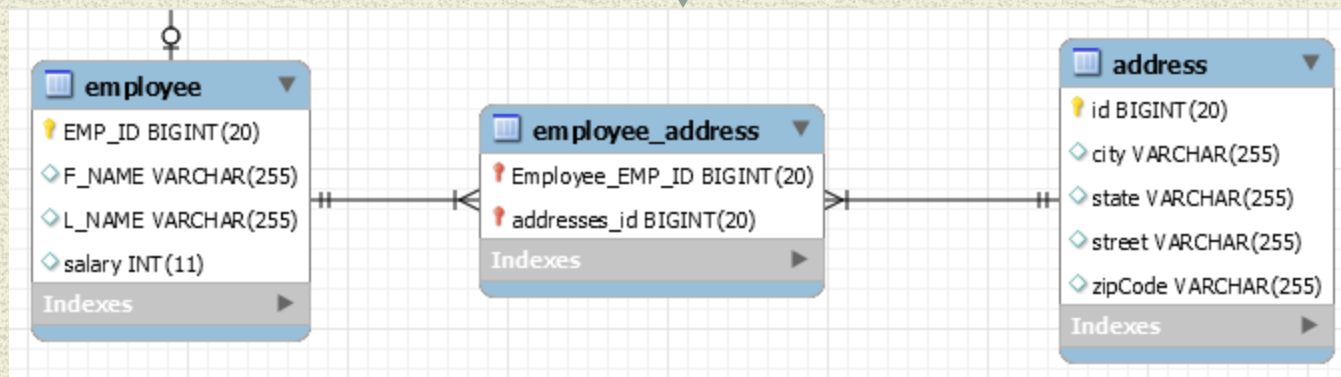 employee
EMP_ID BIGINT(20)
F_NAME VARCHAR(255)
L_NAME VARCHAR(255)
salary INT(11)
Indexes
employee_address
Employee_EMP_ID BIGINT(20)
addresses_id BIGINT(20)
Indexes
address
id BIGINT(20)
city VARCHAR(255)
state VARCHAR(255)
street VARCHAR(255)
zipCode VARCHAR(255)
Indexes